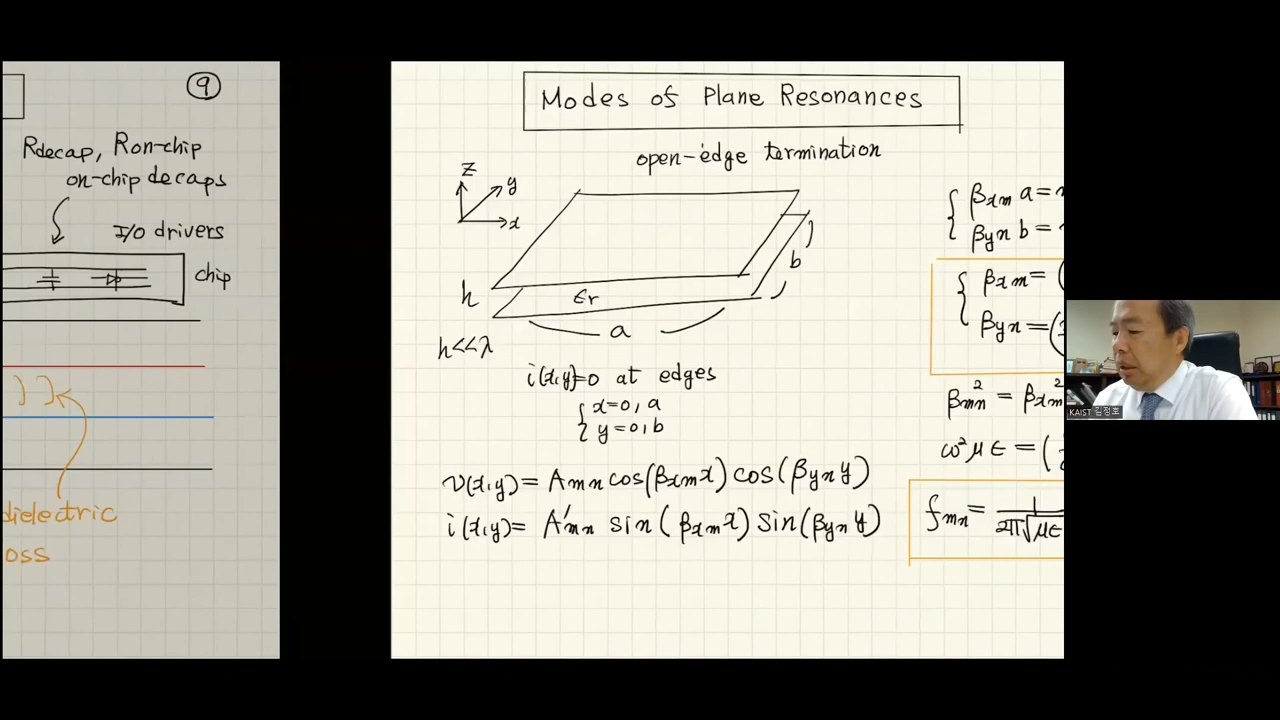 9
Rdecap, Ron-chip
on-chip decaps
I/O drivers
chip
dielectric
oss
Modes of Plane Resonances
open-edge termination
z
y
x
h
εr
b
a
h<<λ
i(x,y)=0 at edges
{ x=0, a
y=0, b
v(x,y)= Amn cos(βxm x) cos(βyn y)
i(x,y)= A'mn sin(βxm x) sin(βyn y)
{ βxm a=
βyn b=
{ βxm= (
βyn=(
βmn² = βxm²
ω²με = (
fmn= 1/2π√με
KAIST 김정호